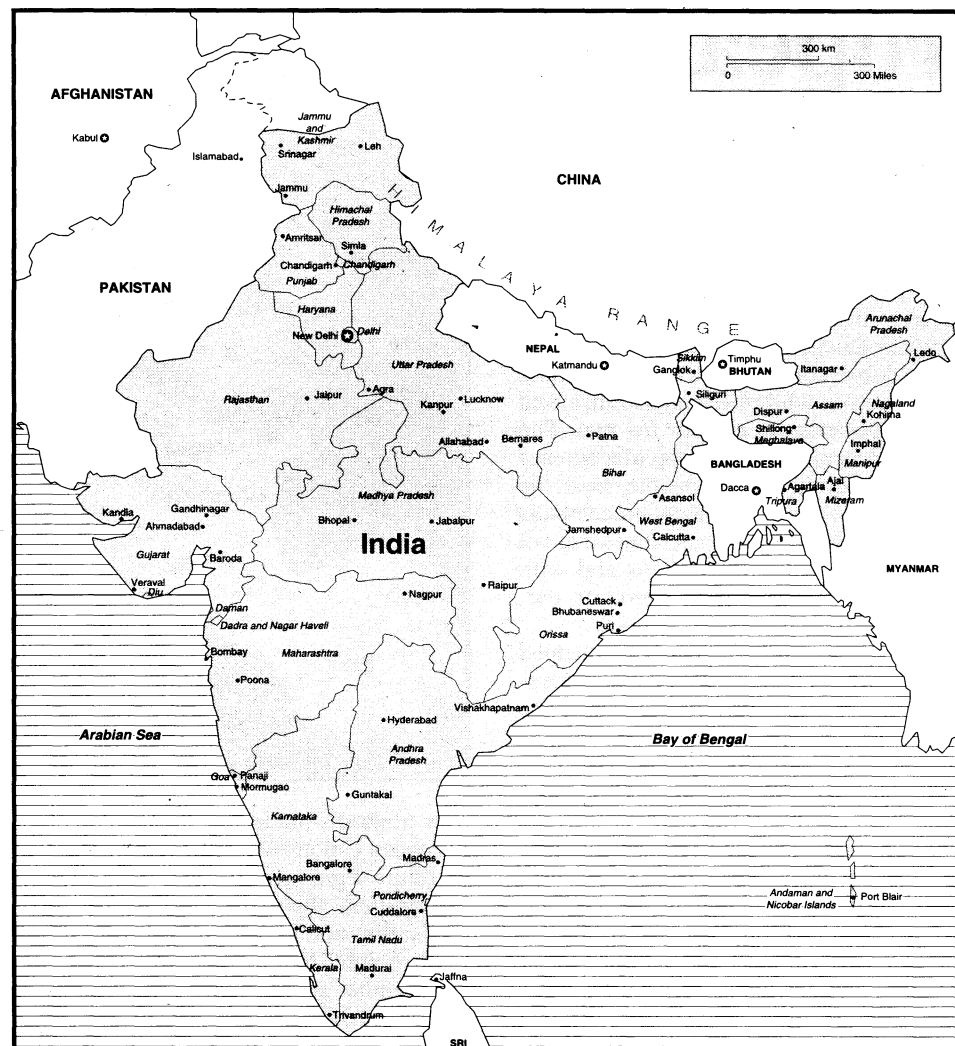 300 km
0
300 Miles
AFGHANISTAN
Kabul
Jammu
and
Kashmir
Srinagar
Leh
Islamabad
CHINA
Jammu
HIMALAYA RANGE
Himachal
Pradesh
Amritsar
Simla
Chandigarh
Chandigarh
Punjab
PAKISTAN
Haryana
New Delhi
Delhi
Arunachal
Pradesh
NEPAL
Katmandu
Sikkim
Ganglok
Timphu
BHUTAN
Itanagar
Ledo
Uttar Pradesh
Rajasthan
Jaipur
Agra
Kanpur
Lucknow
Siliguri
Dispur
Assam
Nagaland
Kohima
Allahabad
Bernares
Patna
Shillong
Meghalaye
Imphal
Manipur
Bihar
BANGLADESH
Dacca
Agartala
Ajal
Tripura
Mizeram
Madhya Pradesh
Kandla
Gandhinagar
Ahmadabad
Bhopal
Jabalpur
Asansol
West Bengal
Jamshedpur
Calcutta
India
Gujarat
Baroda
MYANMAR
Veraval
Diu
Nagpur
Raipur
Daman
Dadra and Nagar Haveli
Cuttack
Bhubaneswar
Puri
Orissa
Bombay
Maharashtra
Poona
Vishakhapatnam
Hyderabad
Arabian Sea
Bay of Bengal
Andhra
Pradesh
Goa
Panaji
Mormugao
Guntakal
Karnataka
Bangalore
Madras
Mangalore
Pondicherry
Cuddalore
Andaman and
Nicobar Islands
Port Blair
Calicut
Tamil Nadu
Kerala
Madurai
Jaffna
Trivandrum
SRI